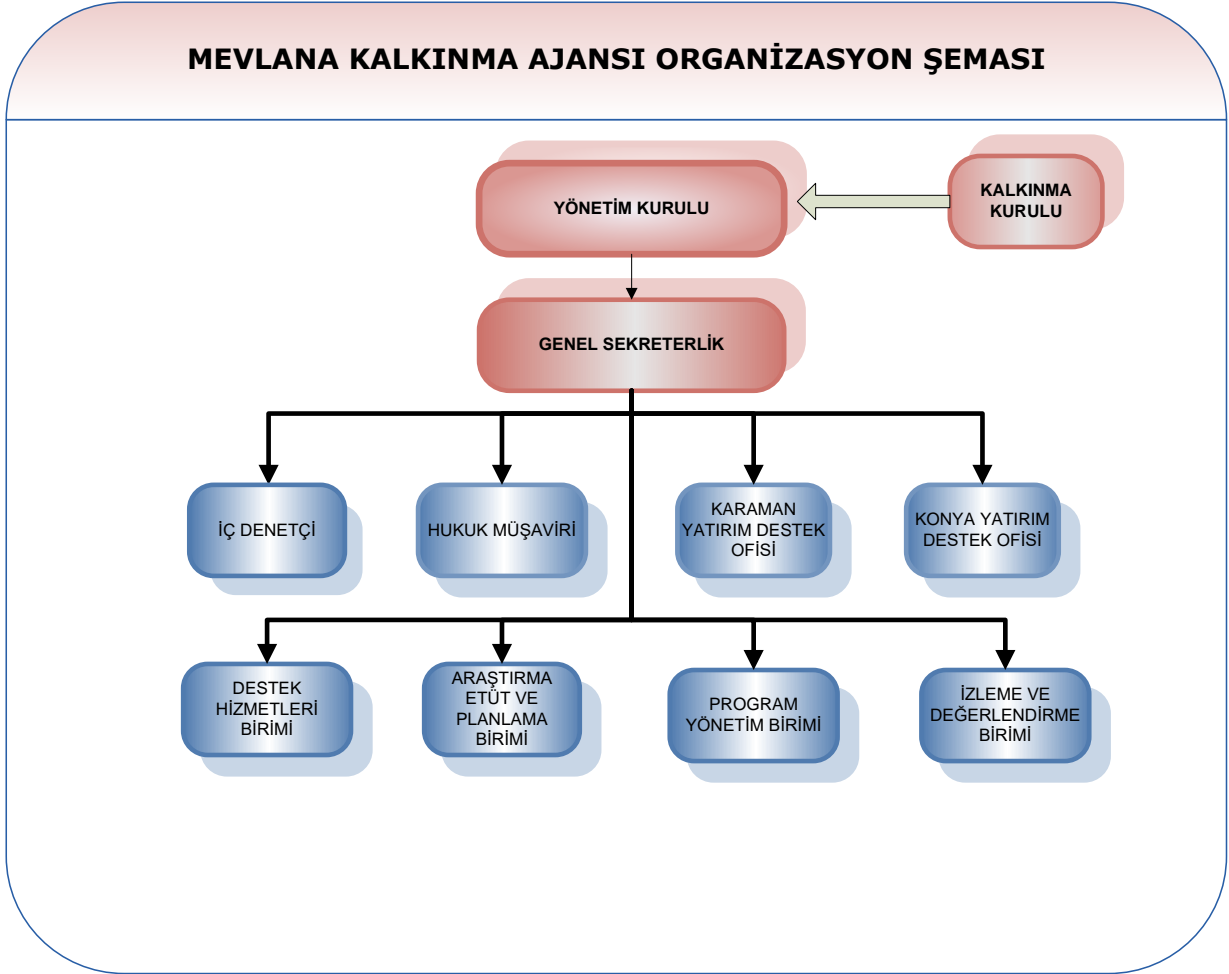 MEVLANA KALKINMA AJANSI ORGANİZASYON ŞEMASI
YÖNETİM KURULU
KALKINMA
KURULU
GENEL SEKRETERLİK
İÇ DENETÇİ
HUKUK MÜŞAVİRİ
KARAMAN
YATIRIM DESTEK
OFİSİ
KONYA YATIRIM
DESTEK OFİSİ
DESTEK
HİZMETLERİ
BİRİMİ
ARAŞTIRMA
ETÜT VE
PLANLAMA
BİRİMİ
PROGRAM
YÖNETİM BİRİMİ
İZLEME VE
DEĞERLENDİRME
BİRİMİ